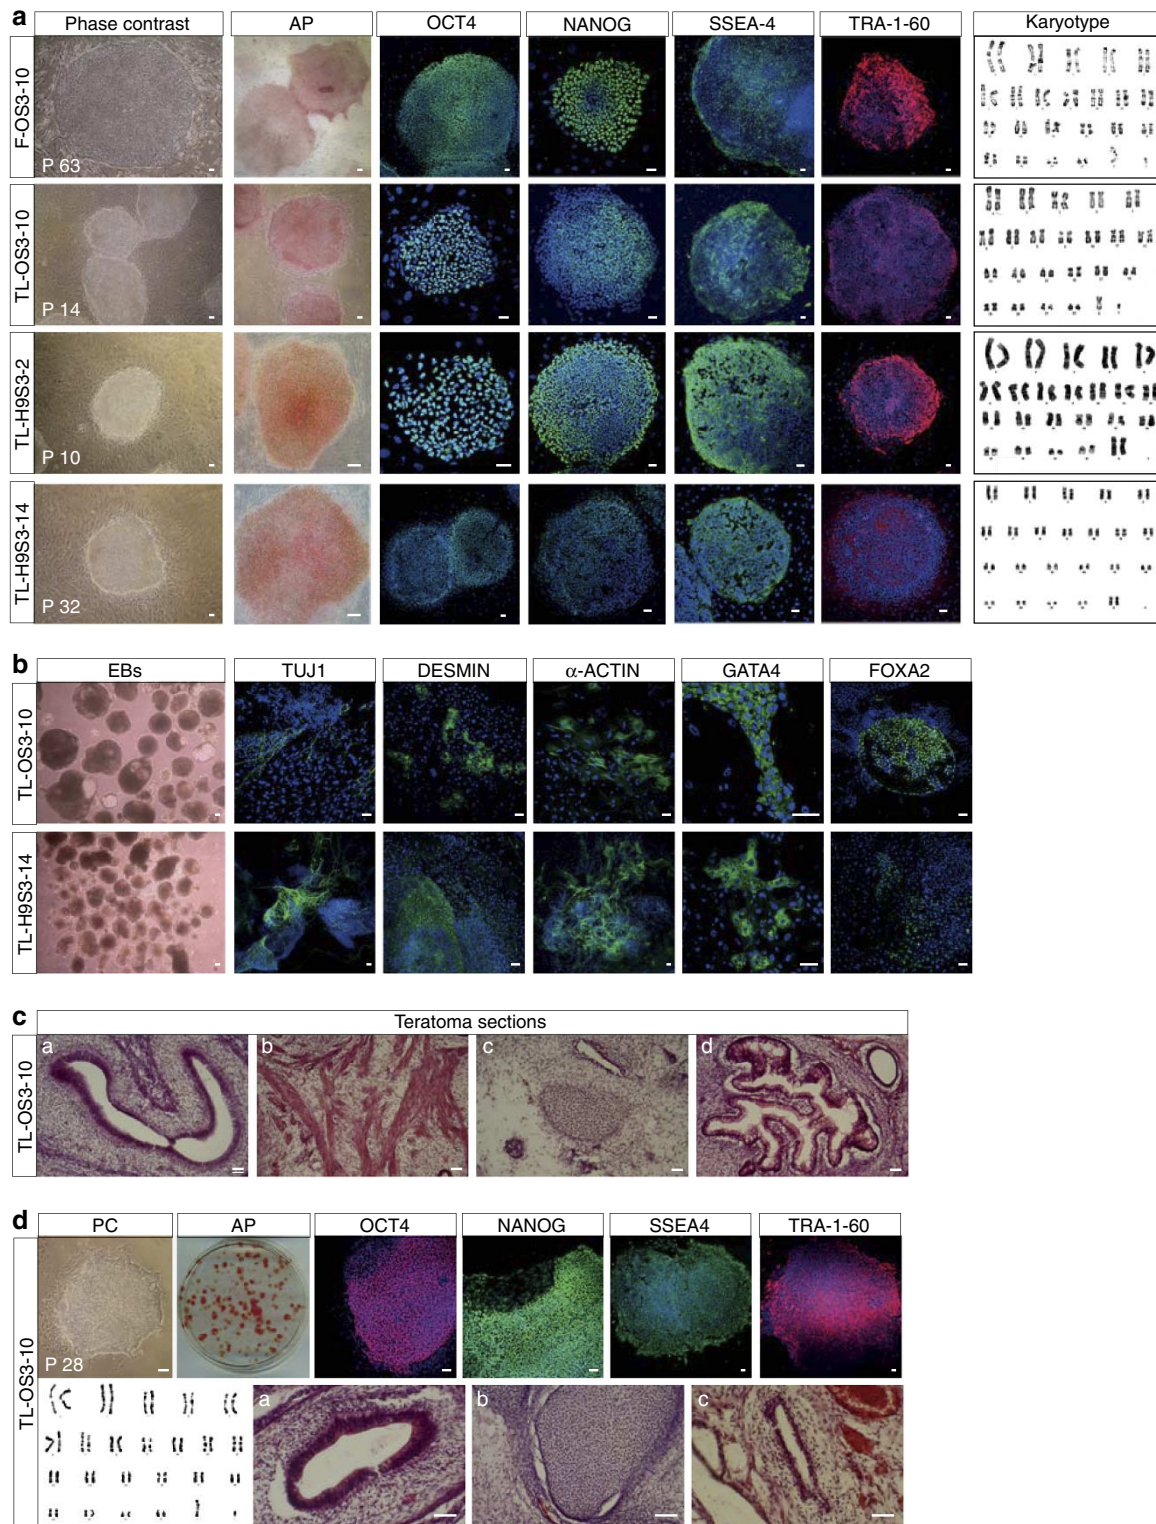 a
Phase contrast AP OCT4 NANOG SSEA-4 TRA-1-60 Karyotype
F-OS3-10
P 63
TL-OS3-10
P 14
TL-H9S3-2
P 10
TL-H9S3-14
P 32
b
EBs TUJ1 DESMIN α-ACTIN GATA4 FOXA2
TL-OS3-10
TL-H9S3-14
c
Teratoma sections
TL-OS3-10
a b c d
d
PC AP OCT4 NANOG SSEA4 TRA-1-60
TL-OS3-10
P 28
a b c